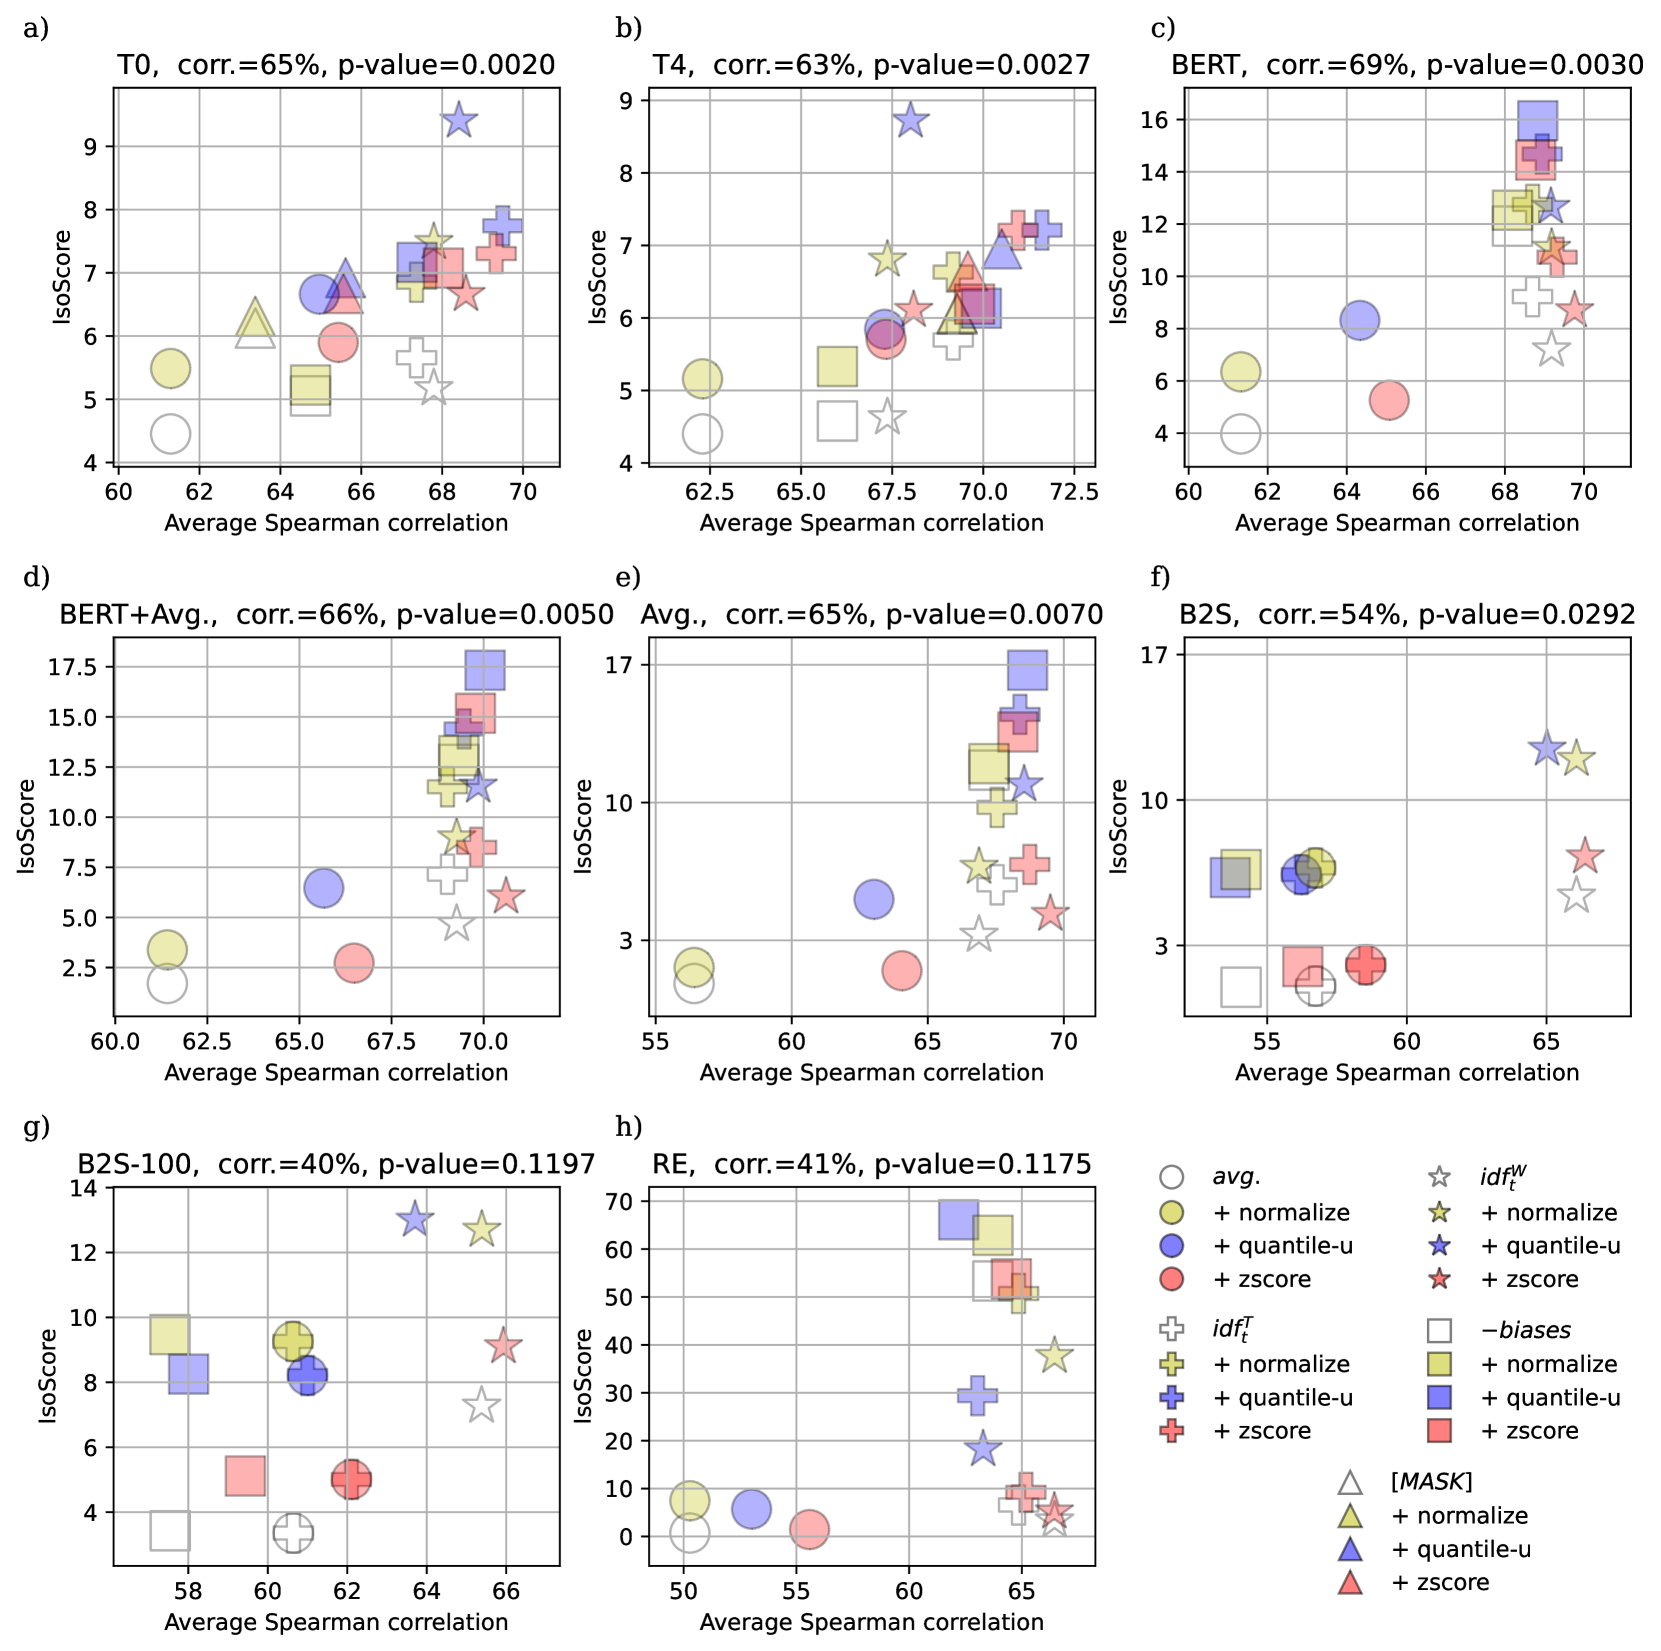 a)
T0, corr.=65%, p-value=0.0020
IsoScore
9
8
7
6
5
4
60 62 64 66 68 70
Average Spearman correlation
b)
T4, corr.=63%, p-value=0.0027
IsoScore
9
8
7
6
5
4
62.5 65.0 67.5 70.0 72.5
Average Spearman correlation
c)
BERT, corr.=69%, p-value=0.0030
IsoScore
16
14
12
10
8
6
4
60 62 64 66 68 70
Average Spearman correlation
d)
BERT+Avg., corr.=66%, p-value=0.0050
IsoScore
17.5
15.0
12.5
10.0
7.5
5.0
2.5
60.0 62.5 65.0 67.5 70.0
Average Spearman correlation
e)
Avg., corr.=65%, p-value=0.0070
IsoScore
17
10
3
55 60 65 70
Average Spearman correlation
f)
B2S, corr.=54%, p-value=0.0292
IsoScore
17
10
3
55 60 65
Average Spearman correlation
g)
B2S-100, corr.=40%, p-value=0.1197
IsoScore
14
12
10
8
6
4
58 60 62 64 66
Average Spearman correlation
h)
RE, corr.=41%, p-value=0.1175
IsoScore
70
60
50
40
30
20
10
0
50 55 60 65
Average Spearman correlation
avg.
+ normalize
+ quantile-u
+ zscore
idf_t^W
+ normalize
+ quantile-u
+ zscore
idf_t^T
+ normalize
+ quantile-u
+ zscore
−biases
+ normalize
+ quantile-u
+ zscore
[MASK]
+ normalize
+ quantile-u
+ zscore